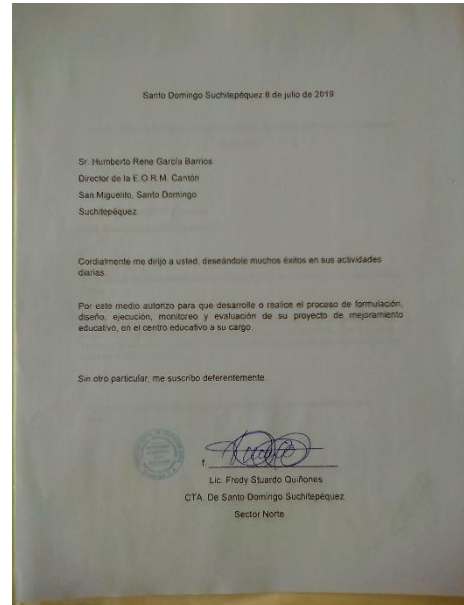 Santo Domingo Suchitepéquez 8 de julio de 2019
Sr. Humberto Rene García Barrios
Director de la E.O.R.M. Cantón
San Miguelito, Santo Domingo
Suchitepéquez
Cordialmente me dirijo a usted, deseándole muchos éxitos en sus actividades
diarias.
Por esto medio autorizo para que desarrolle o realice el proceso de formulación,
diseño, ejecución, monitoreo y evaluación de su proyecto de mejoramiento
educativo, en el centro educativo a su cargo.
Sin otro particular, me suscribo deferentemente.
f.
Lic. Fredy Stuardo Quiñones
CTA. De Santo Domingo Suchitepéquez
Sector Norte